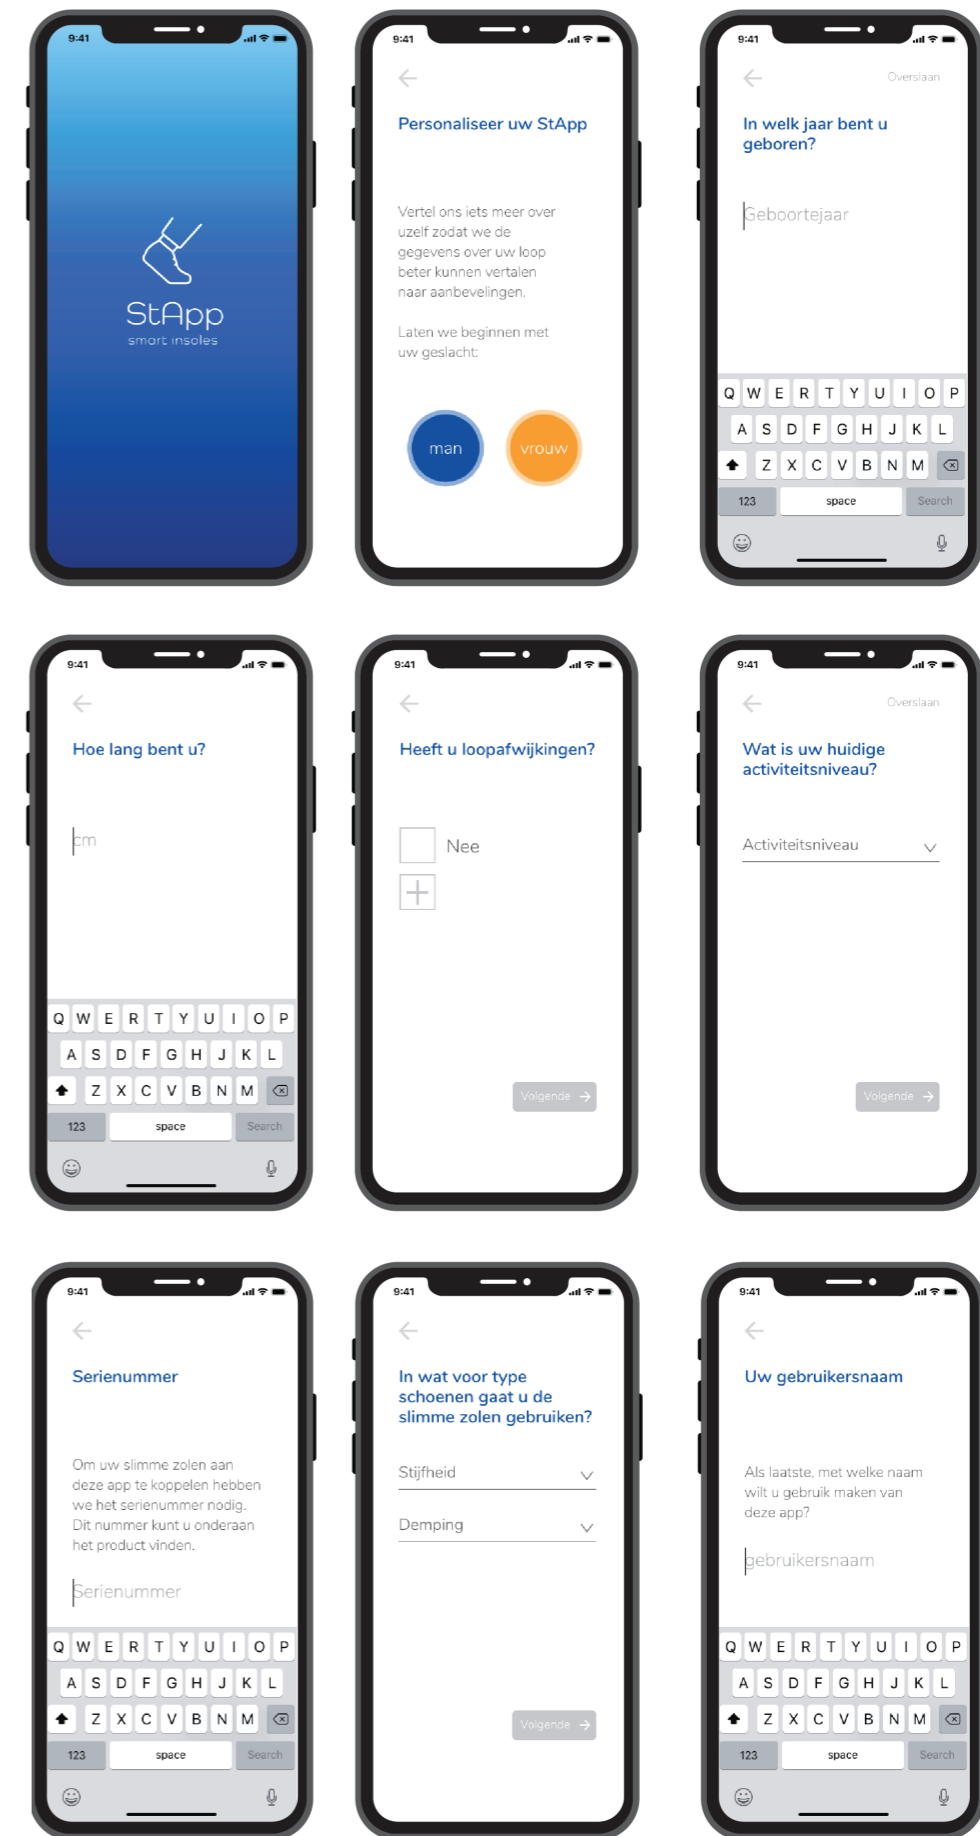 9:41
StApp
smart insoles
9:41
Personaliseer uw StApp
Vertel ons iets meer over
uzelf zodat we de
gegevens over uw loop
beter kunnen vertalen
naar aanbevelingen.
Laten we beginnen met
uw geslacht:
man
vrouw
9:41
Overslaan
In welk jaar bent u
geboren?
Geboortejaar
Q W E R T Y U I O P
A S D F G H J K L
Z X C V B N M
123 space Search
9:41
Hoe lang bent u?
cm
Q W E R T Y U I O P
A S D F G H J K L
Z X C V B N M
123 space Search
9:41
Heeft u loopafwijkingen?
Nee
Volgende →
9:41
Overslaan
Wat is uw huidige
activiteitsniveau?
Activiteitsniveau
Volgende →
9:41
Serienummer
Om uw slimme zolen aan
deze app te koppelen hebben
we het serienummer nodig.
Dit nummer kunt u onderaan
het product vinden.
Serienummer
Q W E R T Y U I O P
A S D F G H J K L
Z X C V B N M
123 space Search
9:41
In wat voor type
schoenen gaat u de
slimme zolen gebruiken?
Stijfheid
Demping
Volgende →
9:41
Uw gebruikersnaam
Als laatste, met welke naam
wilt u gebruik maken van
deze app?
gebruikersnaam
Q W E R T Y U I O P
A S D F G H J K L
Z X C V B N M
123 space Search